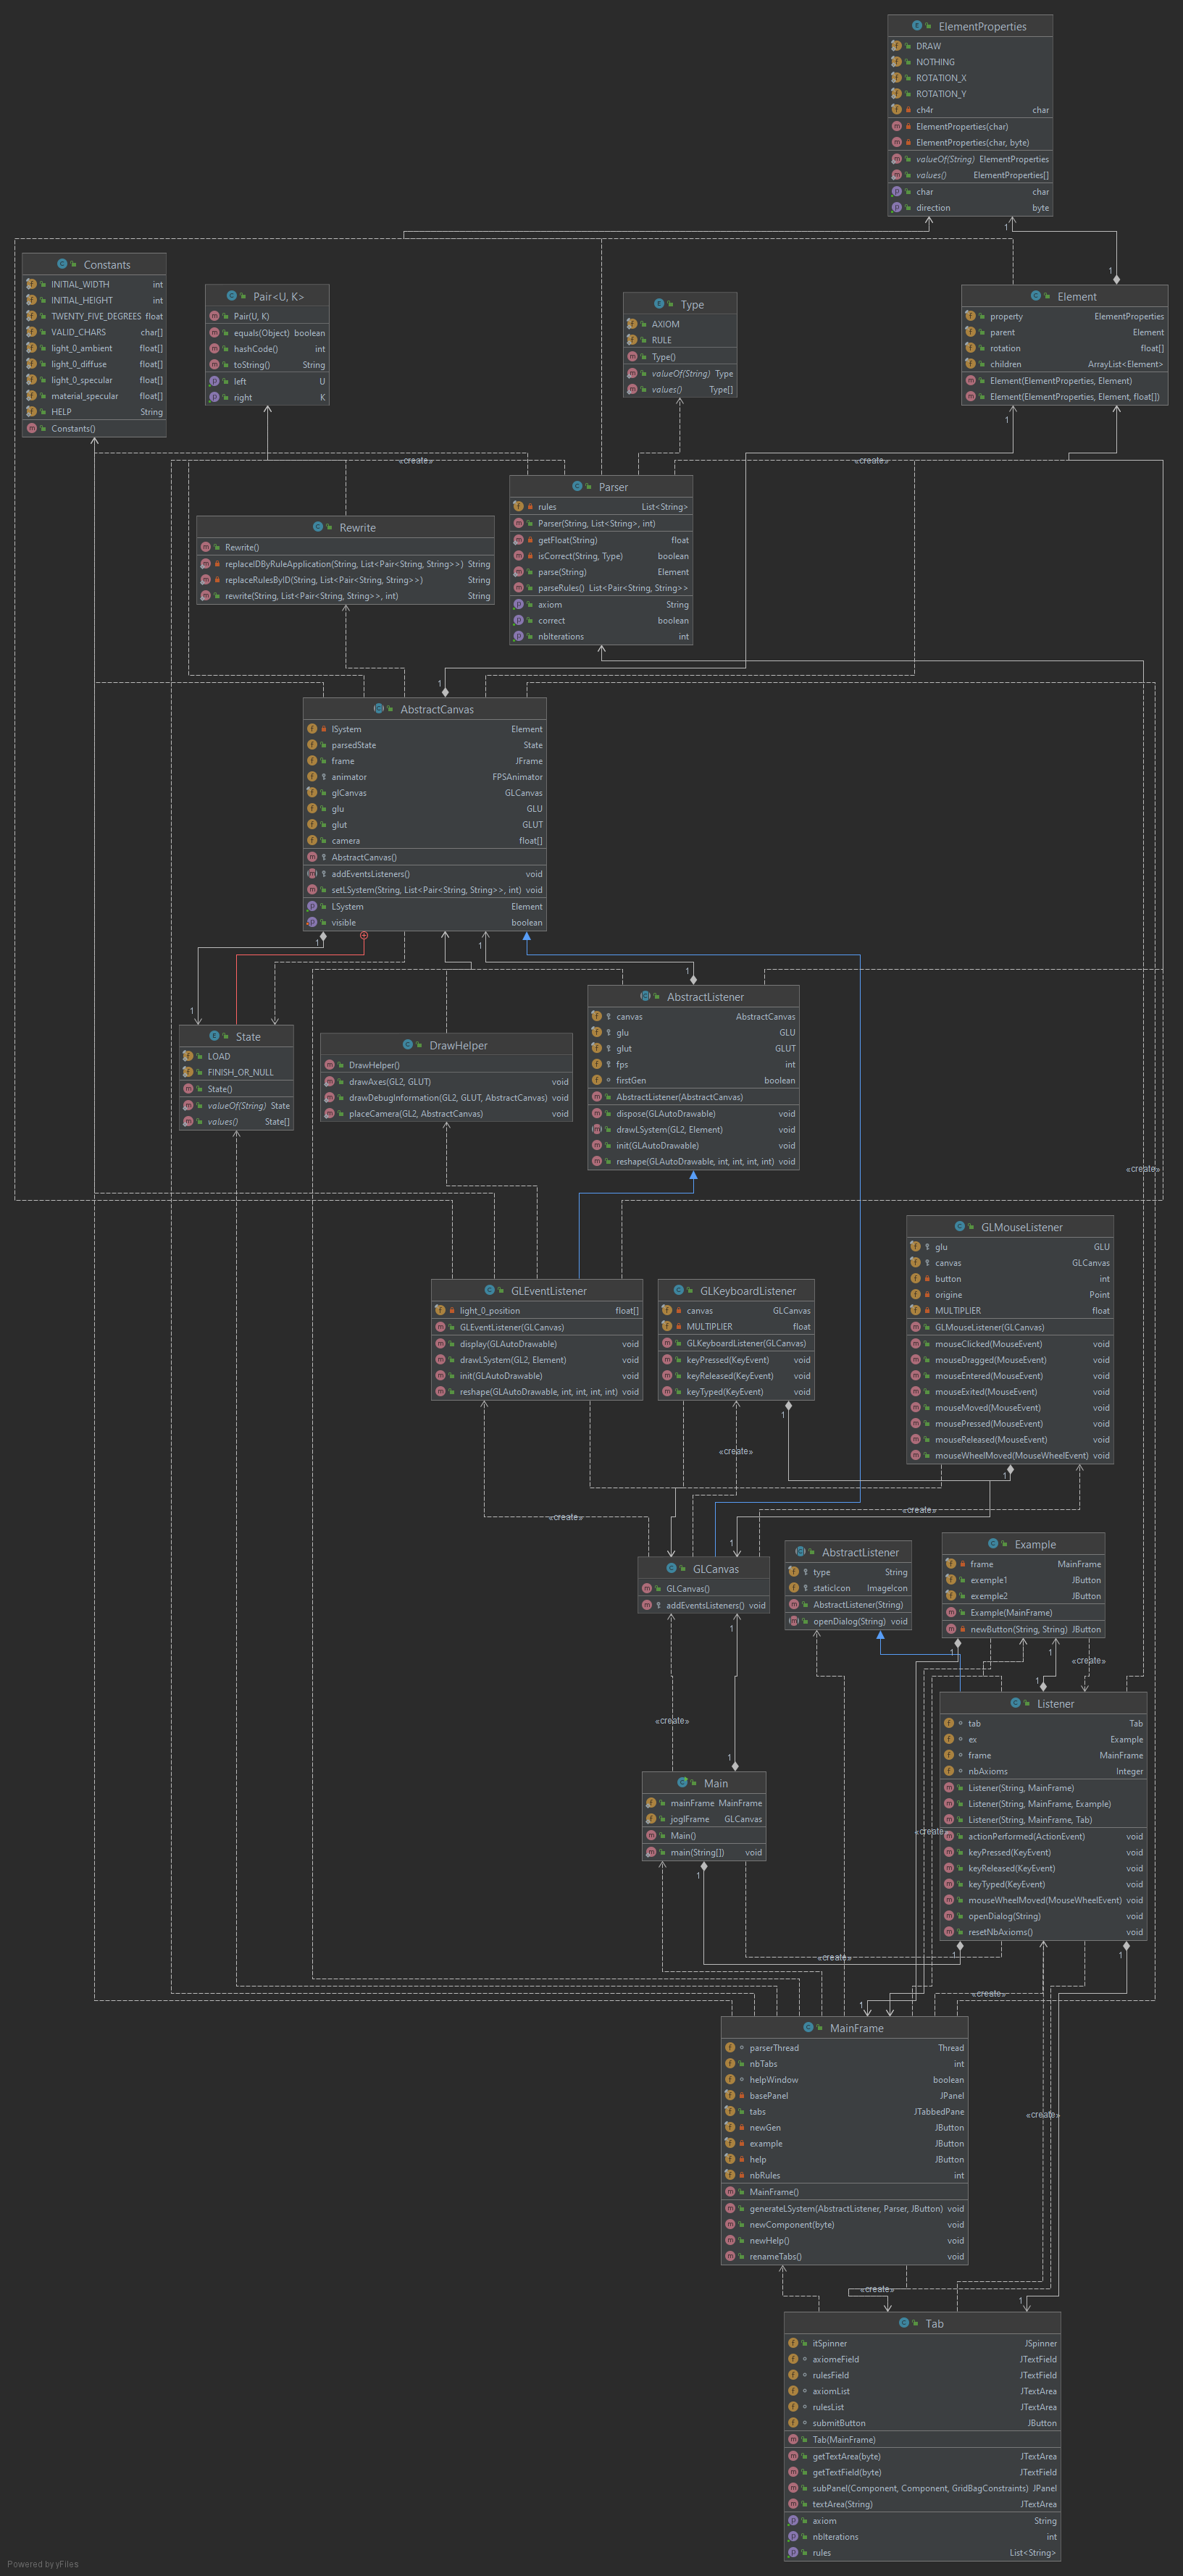 ElementProperties
DRAW
NOTHING
ROTATION_X
ROTATION_Y
ch4r char
ElementProperties(char)
ElementProperties(char, byte)
valueOf(String) ElementProperties
values() ElementProperties[]
char char
direction byte
1
1
Constants
INITIAL_WIDTH int
INITIAL_HEIGHT int
TWENTY_FIVE_DEGREES float
VALID_CHARS char[]
light_0_ambient float[]
light_0_diffuse float[]
light_0_specular float[]
material_specular float[]
HELP String
Constants()
Pair<U, K>
Pair(U, K)
equals(Object) boolean
hashCode() int
toString() String
left U
right K
Type
AXIOM
RULE
Type()
valueOf(String) Type
values() Type[]
Element
property ElementProperties
parent Element
rotation float[]
children ArrayList<Element>
Element(ElementProperties, Element)
Element(ElementProperties, Element, float[])
1
«create»
«create»
Parser
rules List<String>
Parser(String, List<String>, int)
getFloat(String) float
isCorrect(String, Type) boolean
parse(String) Element
parseRules() List<Pair<String, String>>
axiom String
correct boolean
nbIterations int
Rewrite
Rewrite()
replaceIDByRuleApplication(String, List<Pair<String, String>>) String
replaceRulesByID(String, List<Pair<String, String>>) String
rewrite(String, List<Pair<String, String>>, int) String
1
AbstractCanvas
lSystem Element
parsedState State
frame JFrame
animator FPSAnimator
glCanvas GLCanvas
glu GLU
glut GLUT
camera float[]
AbstractCanvas()
addEventsListeners() void
setLSystem(String, List<Pair<String, String>>, int) void
LSystem Element
visible boolean
1
1
1
1
AbstractListener
canvas AbstractCanvas
glu GLU
glut GLUT
fps int
firstGen boolean
AbstractListener(AbstractCanvas)
dispose(GLAutoDrawable) void
drawLSystem(GL2, Element) void
init(GLAutoDrawable) void
reshape(GLAutoDrawable, int, int, int, int) void
State
LOAD
FINISH_OR_NULL
State()
valueOf(String) State
values() State[]
DrawHelper
DrawHelper()
drawAxes(GL2, GLUT) void
drawDebugInformation(GL2, GLUT, AbstractCanvas) void
placeCamera(GL2, AbstractCanvas) void
«create»
GLMouseListener
glu GLU
canvas GLCanvas
button int
origine Point
MULTIPLIER float
GLMouseListener(GLCanvas)
mouseClicked(MouseEvent) void
mouseDragged(MouseEvent) void
mouseEntered(MouseEvent) void
mouseExited(MouseEvent) void
mouseMoved(MouseEvent) void
mousePressed(MouseEvent) void
mouseReleased(MouseEvent) void
mouseWheelMoved(MouseWheelEvent) void
GLEventListener
light_0_position float[]
GLEventListener(GLCanvas)
display(GLAutoDrawable) void
drawLSystem(GL2, Element) void
init(GLAutoDrawable) void
reshape(GLAutoDrawable, int, int, int, int) void
GLKeyboardListener
canvas GLCanvas
MULTIPLIER float
GLKeyboardListener(GLCanvas)
keyPressed(KeyEvent) void
keyReleased(KeyEvent) void
keyTyped(KeyEvent) void
1
«create»
1
«create»
«create»
1
GLCanvas
GLCanvas()
addEventsListeners() void
1
AbstractListener
type String
staticIcon ImageIcon
AbstractListener(String)
openDialog(String) void
Example
frame MainFrame
exemple1 JButton
exemple2 JButton
Example(MainFrame)
newButton(String, String) JButton
1
1
«create»
1
Listener
tab Tab
ex Example
frame MainFrame
nbAxioms Integer
Listener(String, MainFrame)
Listener(String, MainFrame, Example)
Listener(String, MainFrame, Tab)
actionPerformed(ActionEvent) void
keyPressed(KeyEvent) void
keyReleased(KeyEvent) void
keyTyped(KeyEvent) void
mouseWheelMoved(MouseWheelEvent) void
openDialog(String) void
resetNbAxioms() void
«create»
1
Main
mainFrame MainFrame
joglFrame GLCanvas
Main()
main(String[]) void
1
«create»
«create»
1
1
«create»
1
MainFrame
parserThread Thread
nbTabs int
helpWindow boolean
basePanel JPanel
tabs JTabbedPane
newGen JButton
example JButton
help JButton
nbRules int
MainFrame()
generateLSystem(AbstractListener, Parser, JButton) void
newComponent(byte) void
newHelp() void
renameTabs() void
«create»
«create»
1
Tab
itSpinner JSpinner
axiomeField JTextField
rulesField JTextField
axiomList JTextArea
rulesList JTextArea
submitButton JButton
Tab(MainFrame)
getTextArea(byte) JTextArea
getTextField(byte) JTextField
subPanel(Component, Component, GridBagConstraints) JPanel
textArea(String) JTextArea
axiom String
nbIterations int
rules List<String>
Powered by yFiles